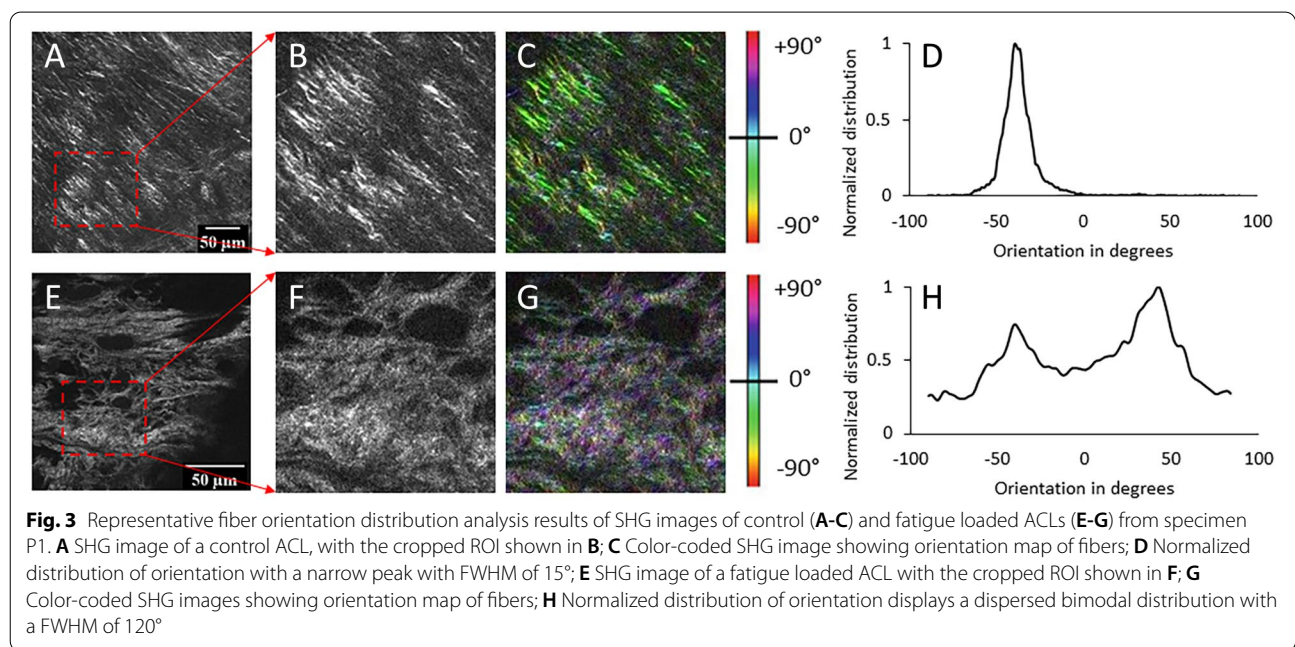 A
50 µm
B
C
+90°
0°
-90°
D
Normalized distribution
1
0.5
0
-100 -50 0 50 100
Orientation in degrees
E
50 µm
F
G
+90°
0°
-90°
H
Normalized distribution
1
0.5
0
-100 -50 0 50 100
Orientation in degrees
Fig. 3 Representative fiber orientation distribution analysis results of SHG images of control (A-C) and fatigue loaded ACLs (E-G) from specimen
P1. A SHG image of a control ACL, with the cropped ROI shown in B; C Color-coded SHG image showing orientation map of fibers; D Normalized
distribution of orientation with a narrow peak with FWHM of 15°; E SHG image of a fatigue loaded ACL with the cropped ROI shown in F; G
Color-coded SHG images showing orientation map of fibers; H Normalized distribution of orientation displays a dispersed bimodal distribution with
a FWHM of 120°